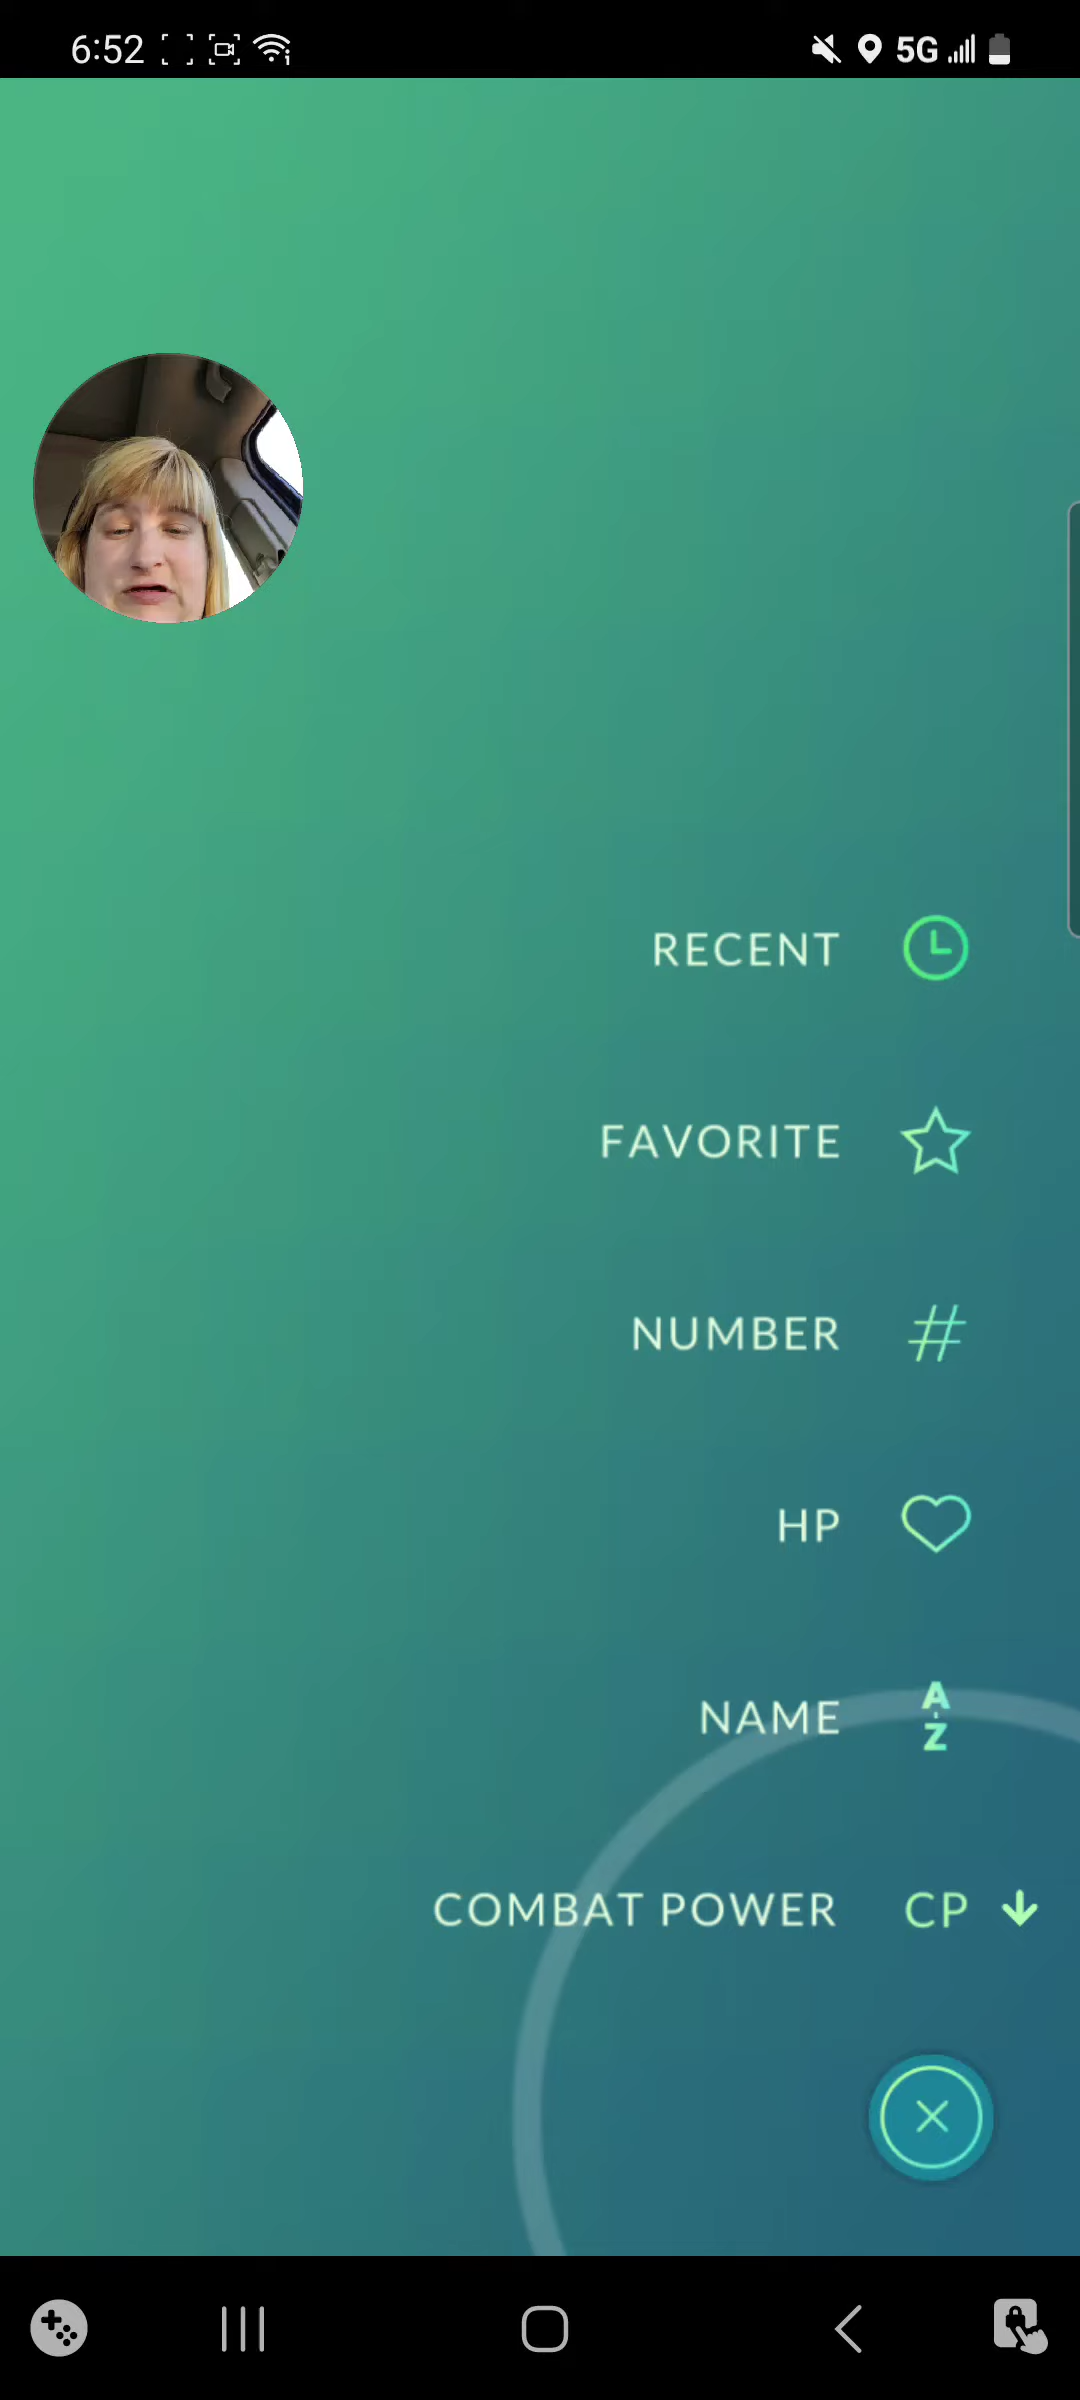 6:52
5G
RECENT
FAVORITE
NUMBER #
HP
NAME A Z
COMBAT POWER CP